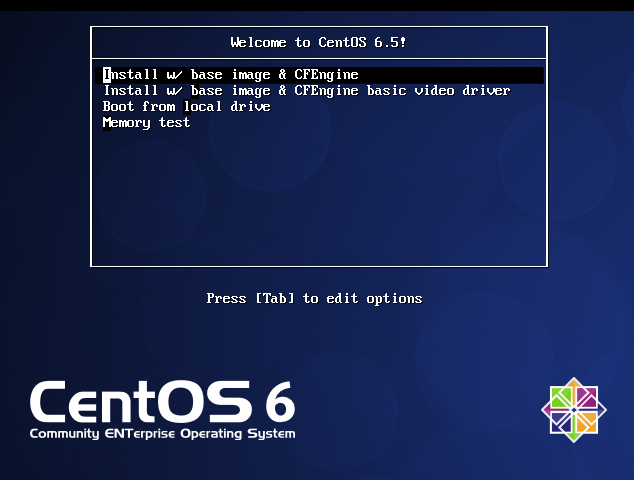 Welcome to CentOS 6.5!
Install w/ base image & CFEngine
Install w/ base image & CFEngine basic video driver
Boot from local drive
Memory test
Press [Tab] to edit options
CentOS 6
Community ENTerprise Operating System